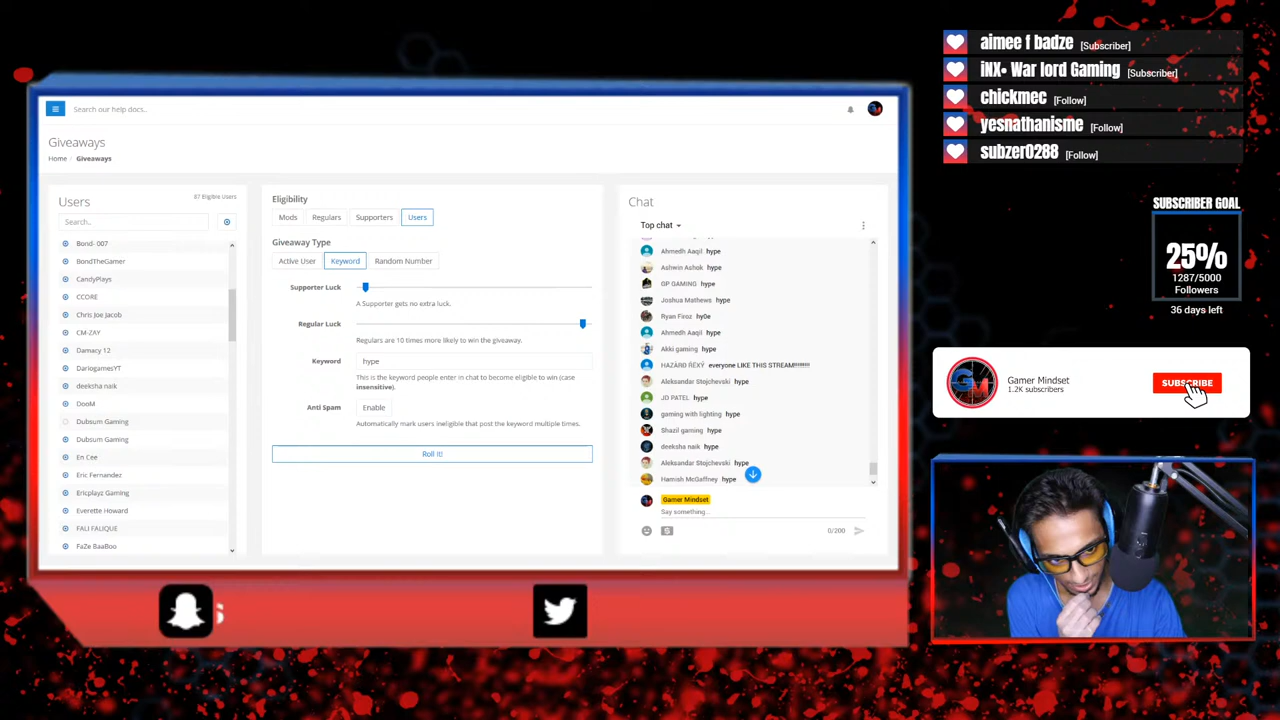 Search our help docs..
Giveaways
Home / Giveaways
Users
87 Eligible Users
Search..
Bond- 007
BondTheGamer
CandyPlays
CCORE
Chris Joe Jacob
CM-ZAY
Damacy 12
DariogamesYT
deeksha naik
DooM
Dubsum Gaming
Dubsum Gaming
En Cee
Eric Fernandez
Ericplayz Gaming
Everette Howard
FALI FALIQUE
FaZe BaaBoo
Eligibility
Mods Regulars Supporters Users
Giveaway Type
Active User Keyword Random Number
Supporter Luck
A Supporter gets no extra luck.
Regular Luck
Regulars are 10 times more likely to win the giveaway.
Keyword hype
This is the keyword people enter in chat to become eligible to win (case
insensitive).
Anti Spam Enable
Automatically mark users ineligible that post the keyword multiple times.
Roll It!
Chat
Top chat
Ahmedh Aaqil hype
Ashwin Ashok hype
GP GAMING hype
Joshua Mathews hype
Ryan Firoz hy0e
Ahmedh Aaqil hype
Akki gaming hype
HAZARD REXY everyone LIKE THIS STREAM!!!!!!!!!
Aleksandar Stojchevski hype
JD PATEL hype
gaming with lighting hype
Shazil gaming hype
deeksha naik hype
Aleksandar Stojchevski hype
Hamish McGaffney hype
Gamer Mindset
Say something...
0/200
aimee f badze [Subscriber]
iNX• War lord Gaming [Subscriber]
chickmec [Follow]
yesnathanisme [Follow]
subzer0288 [Follow]
SUBSCRIBER GOAL
25%
1287/5000
Followers
36 days left
GM
Gamer Mindset
1.2K subscribers
SUBSCRIBE